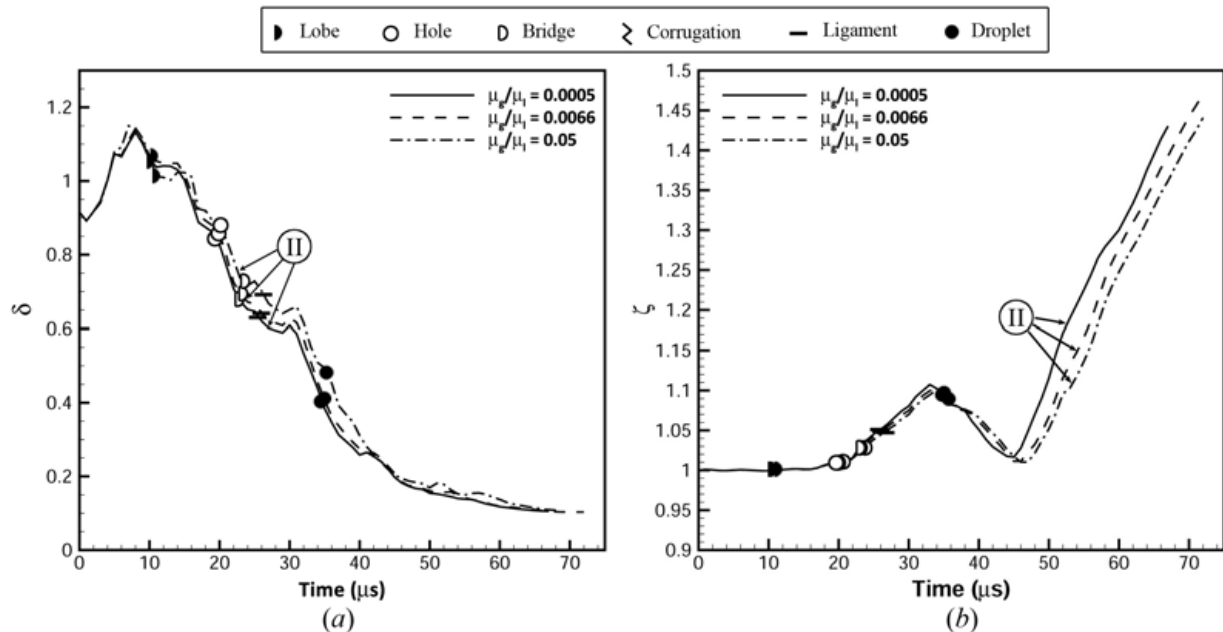 Lobe Hole Bridge Corrugation Ligament Droplet
μg/μl = 0.0005
μg/μl = 0.0066
μg/μl = 0.05
1.2
1
0.8
0.6
0.4
0.2
0
δ
II
0 10 20 30 40 50 60 70
Time (μs)
(a)
μg/μl = 0.0005
μg/μl = 0.0066
μg/μl = 0.05
1.5
1.45
1.4
1.35
1.3
1.25
1.2
1.15
1.1
1.05
1
0.95
0.9
ζ
II
0 10 20 30 40 50 60 70
Time (μs)
(b)